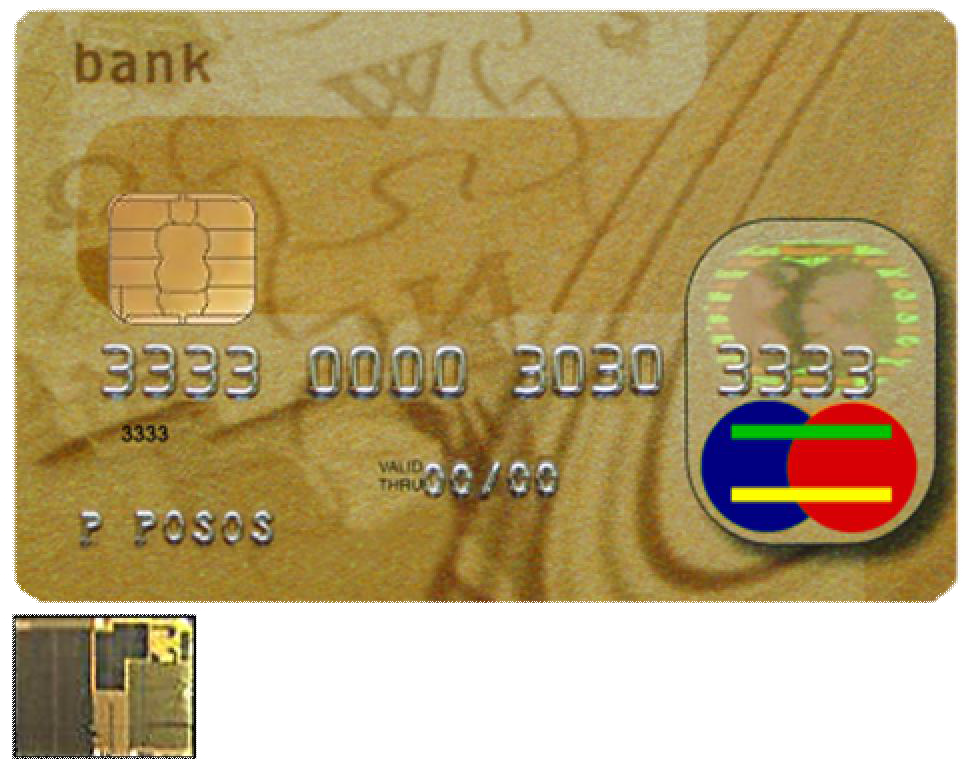 bank
3333 0000 3030 3333
3333
VALID
THRU 00/00
P POSOS